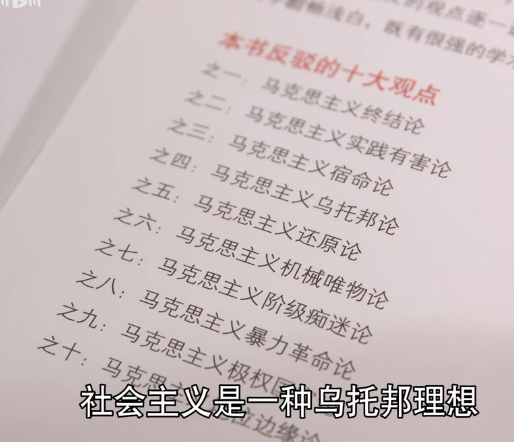 的观点逐一
翻畅浅白，既有很强的学
本书反驳的十大观点
之一：马克思主义终结论
之二：马克思主义实践有害论
之三：马克思主义宿命论
之四：马克思主义乌托邦论
之五：马克思主义还原论
之六：马克思主义机械唯物论
之七：马克思主义阶级痴迷论
之八：马克思主义暴力革命论
之九：马克思主义极权国
之十：马克思 位边缘论
社会主义是一种乌托邦理想